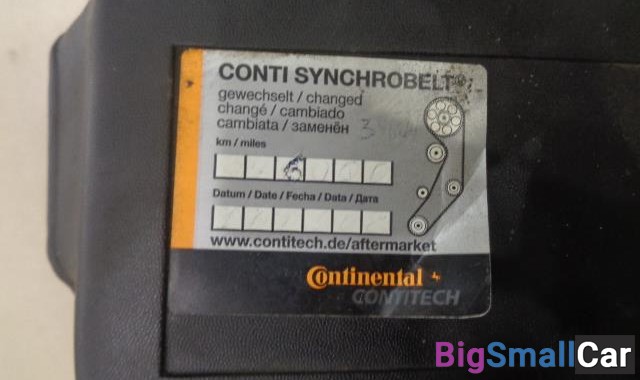 CONTI SYNCHROBELT®
gewechselt / changed
changé / cambiado
cambiata / заменён
km / miles
6
Datum / Date / Fecha / Data / Дата
www.contitech.de/aftermarket
Continental
CONTITECH
BigSmallCar